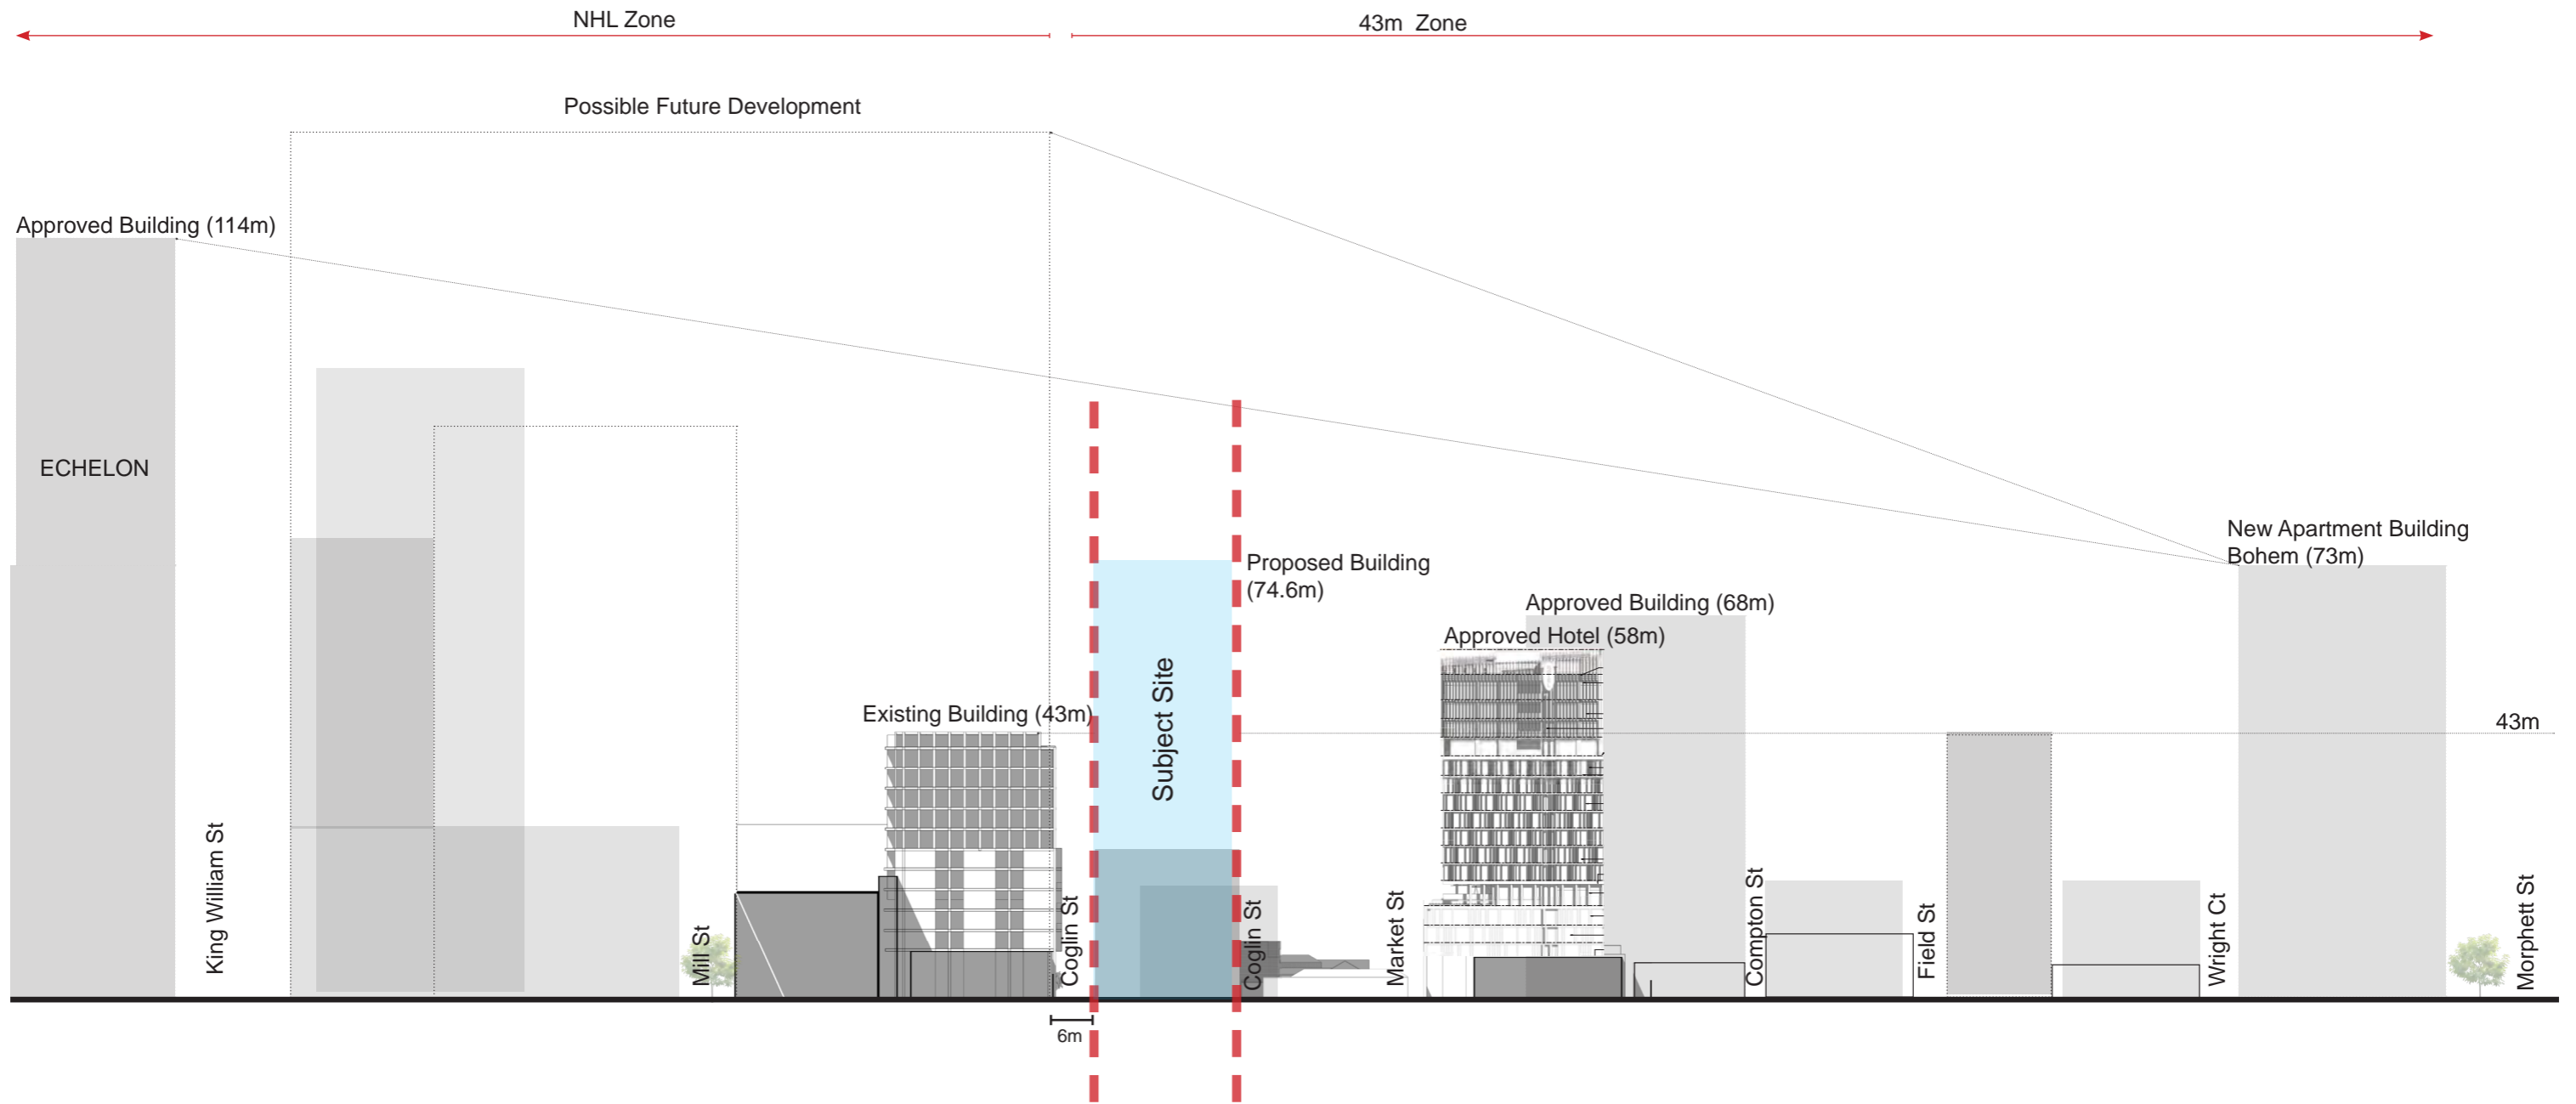 NHL Zone
43m Zone
Possible Future Development
Approved Building (114m)
ECHELON
New Apartment Building
Bohem (73m)
Proposed Building
(74.6m)
Approved Building (68m)
Approved Hotel (58m)
Existing Building (43m)
43m
Subject Site
King William St
Mill St
Coglin St
Coglin St
Market St
Compton St
Field St
Wright Ct
Morphett St
6m